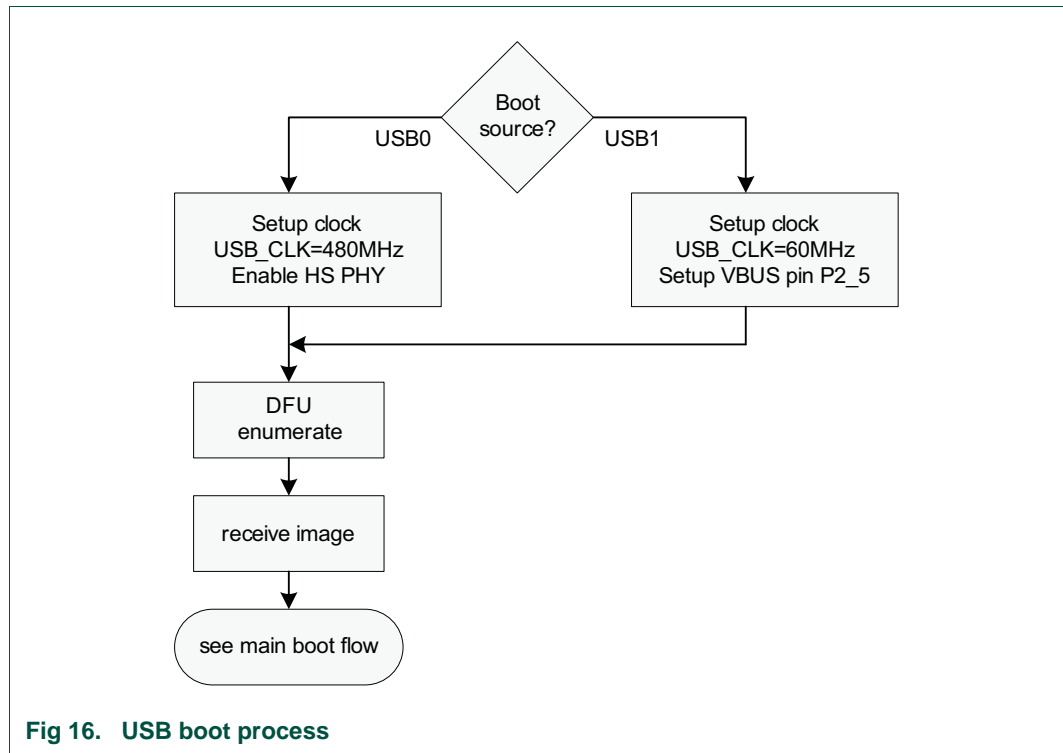 Boot
source?
USB0
USB1
Setup clock
USB_CLK=480MHz
Enable HS PHY
Setup clock
USB_CLK=60MHz
Setup VBUS pin P2_5
DFU
enumerate
receive image
see main boot flow
Fig 16. USB boot process